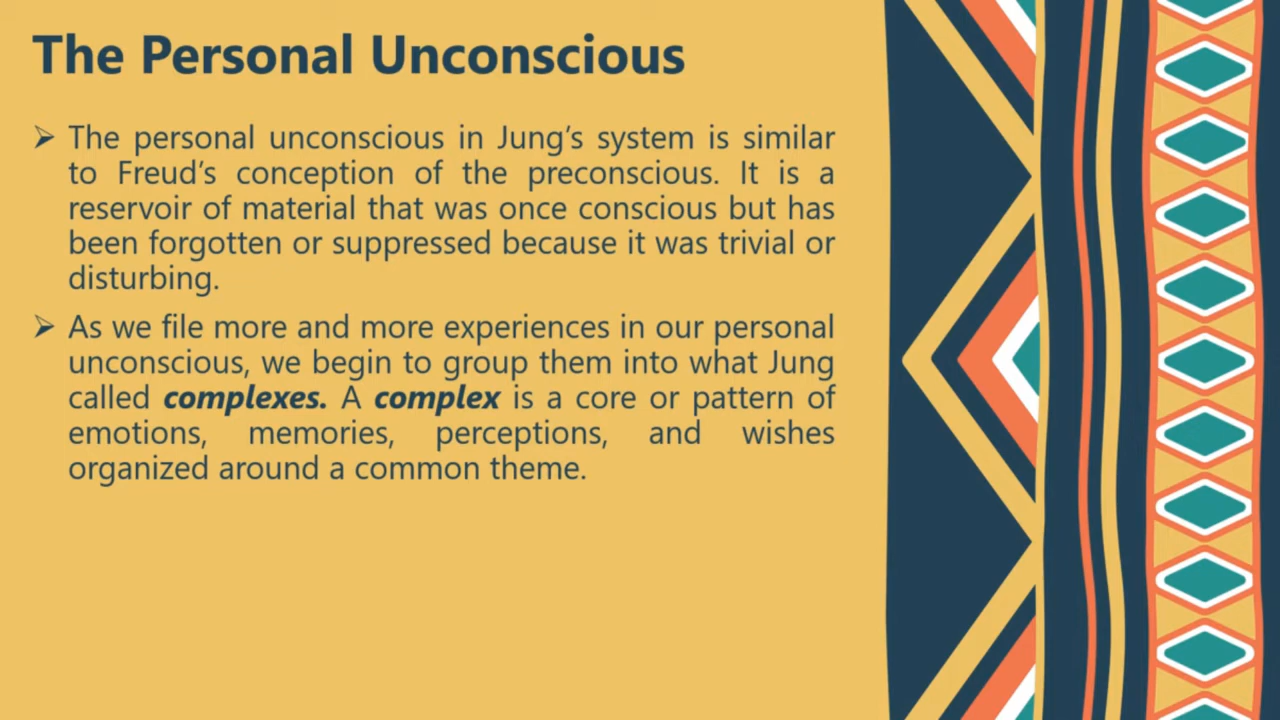 The Personal Unconscious
➢ The personal unconscious in Jung’s system is similar
to Freud’s conception of the preconscious. It is a
reservoir of material that was once conscious but has
been forgotten or suppressed because it was trivial or
disturbing.
➢ As we file more and more experiences in our personal
unconscious, we begin to group them into what Jung
called complexes. A complex is a core or pattern of
emotions, memories, perceptions, and wishes
organized around a common theme.